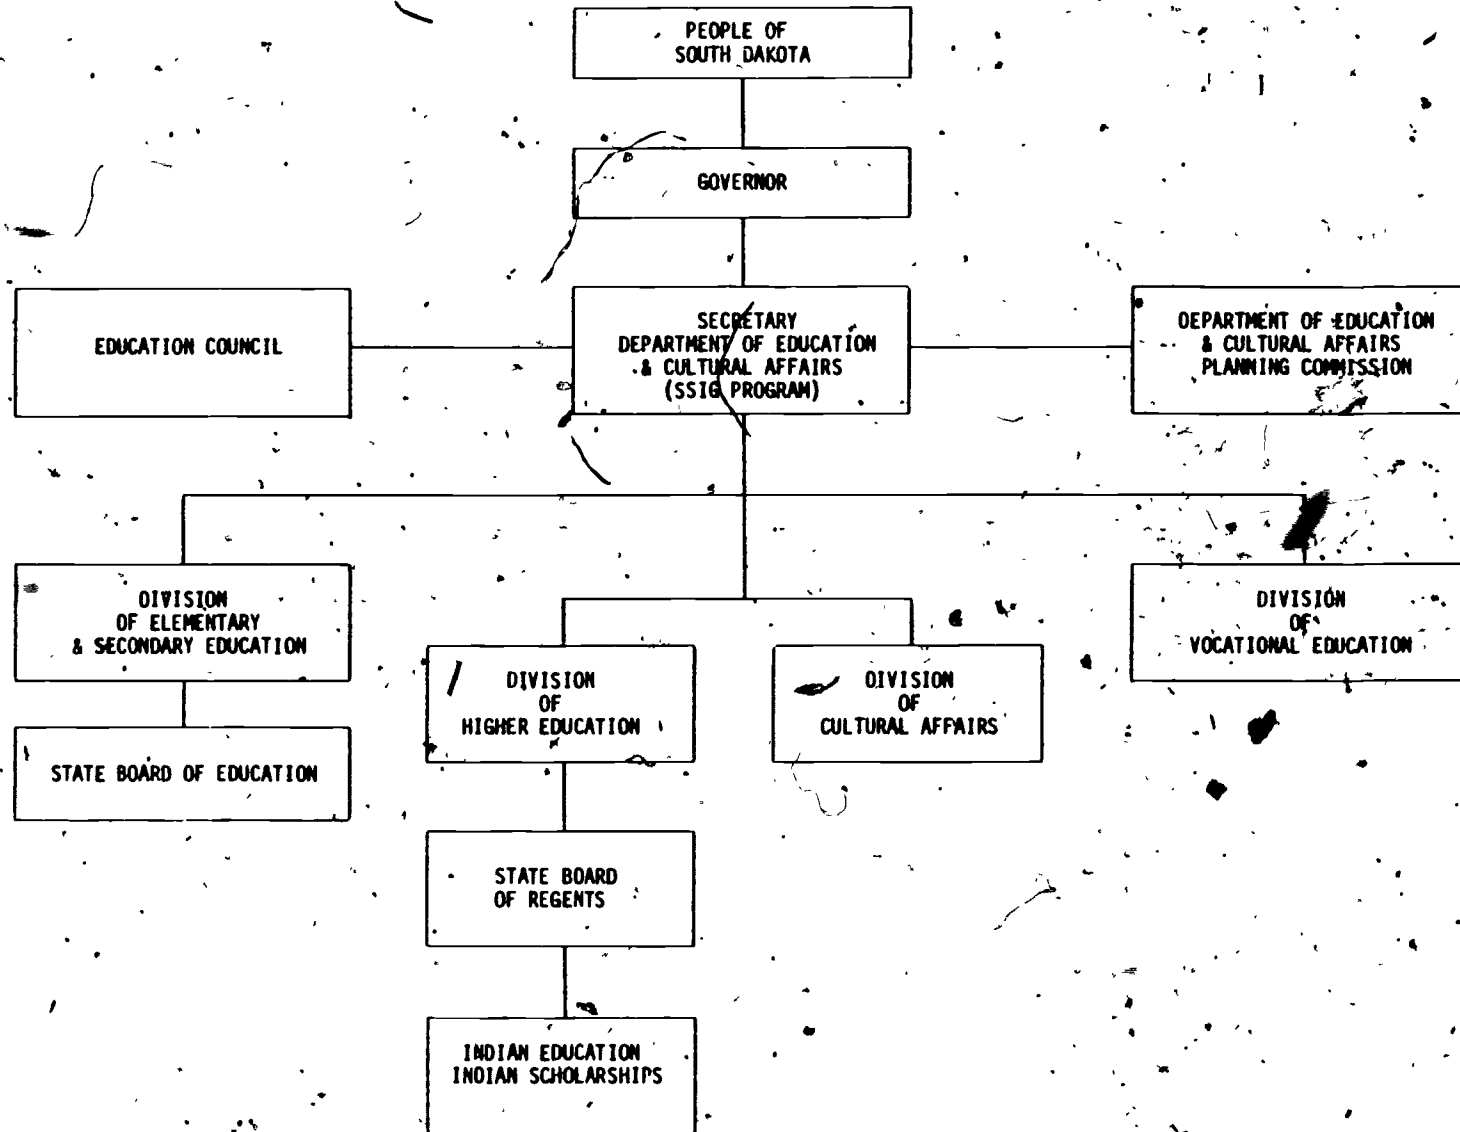 PEOPLE OF
SOUTH DAKOTA
GOVERNOR
EDUCATION COUNCIL
SECRETARY
DEPARTMENT OF EDUCATION
& CULTURAL AFFAIRS
(SSIG PROGRAM)
DEPARTMENT OF EDUCATION
& CULTURAL AFFAIRS
PLANNING COMMISSION
DIVISION
OF ELEMENTARY
& SECONDARY EDUCATION
DIVISION
OF
HIGHER EDUCATION
DIVISION
OF
CULTURAL AFFAIRS
DIVISION
OF
VOCATIONAL EDUCATION
STATE BOARD OF EDUCATION
STATE BOARD
OF REGENTS
INDIAN EDUCATION
INDIAN SCHOLARSHIPS